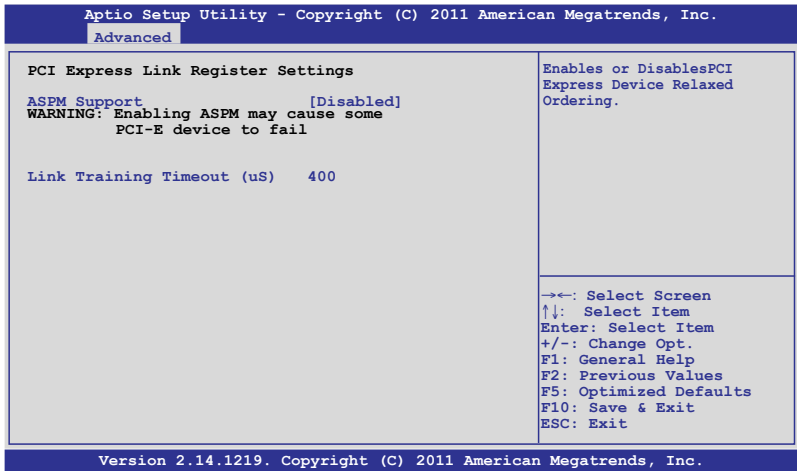 Aptio Setup Utility - Copyright (C) 2011 American Megatrends, Inc.
Advanced
PCI Express Link Register Settings
ASPM Support [Disabled]
WARNING: Enabling ASPM may cause some
PCI-E device to fail
Link Training Timeout (uS) 400
Enables or DisablesPCI
Express Device Relaxed
Ordering.
→←: Select Screen
↑↓: Select Item
Enter: Select Item
+/-: Change Opt.
F1: General Help
F2: Previous Values
F5: Optimized Defaults
F10: Save & Exit
ESC: Exit
Version 2.14.1219. Copyright (C) 2011 American Megatrends, Inc.